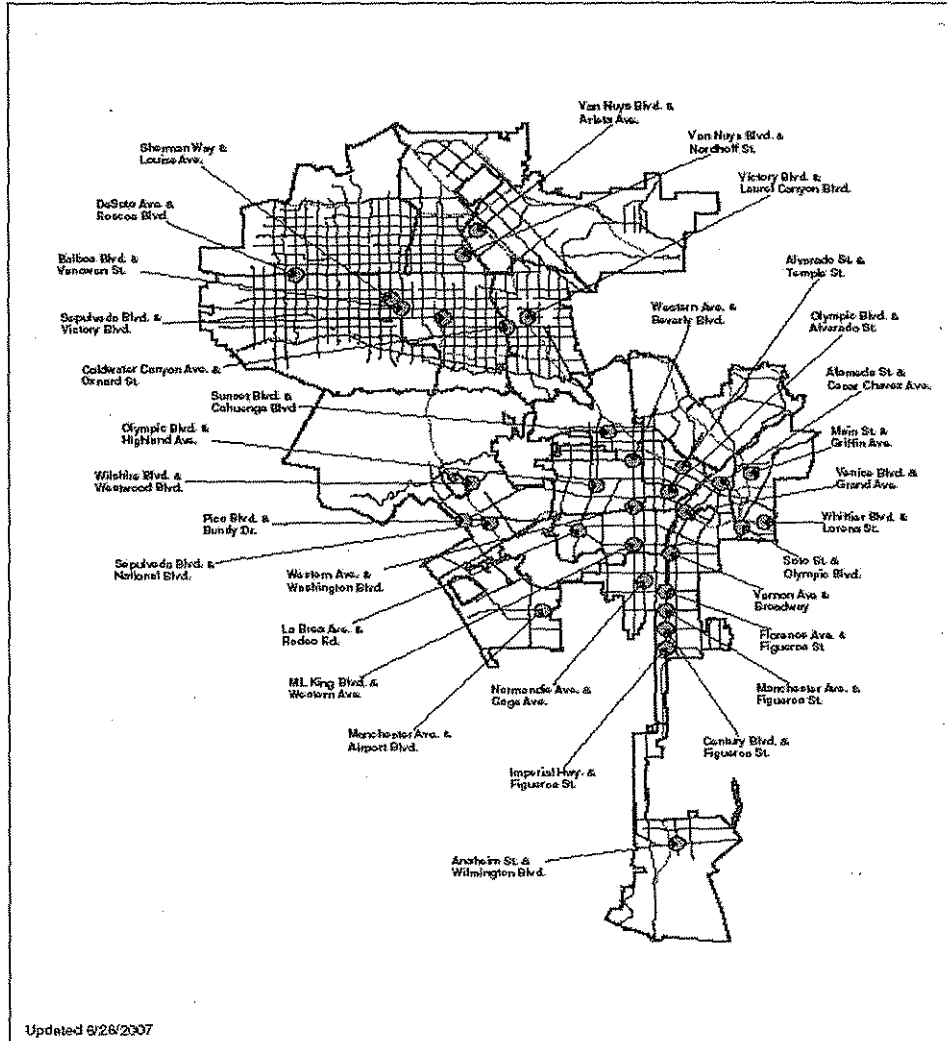 Van Nuys Blvd. &
Arleta Ave.
Van Nuys Blvd. &
Nordhoff St.
Sherman Way &
Louise Ave.
Victory Blvd. &
Laurel Canyon Blvd.
DeSoto Ave. &
Roscoe Blvd.
Balboa Blvd. &
Vanowen St.
Alvarado St. &
Temple St.
Sepulveda Blvd. &
Victory Blvd.
Western Ave. &
Beverly Blvd.
Olympic Blvd. &
Alvarado St.
Coldwater Canyon Ave. &
Oxnard St.
Alameda St. &
Cesar Chavez Ave.
Sunset Blvd. &
Cahuenga Blvd
Olympic Blvd. &
Highland Ave.
Main St. &
Griffin Ave.
Wilshire Blvd. &
Westwood Blvd.
Venice Blvd. &
Grand Ave.
Pico Blvd. &
Bundy Dr.
Whittier Blvd. &
Lorena St.
Sepulveda Blvd. &
National Blvd.
Western Ave. &
Washington Blvd.
Soto St. &
Olympic Blvd.
Vernon Ave &
Broadway
La Brea Ave. &
Rodeo Rd.
Florence Ave. &
Figueroa St
ML King Blvd. &
Western Ave.
Normandie Ave. &
Gage Ave.
Manchester Ave. &
Figueroa St.
Manchester Ave. &
Airport Blvd.
Century Blvd. &
Figueroa St.
Imperial Hwy. &
Figueroa St.
Anaheim St. &
Wilmington Blvd.
Updated 6/26/2007